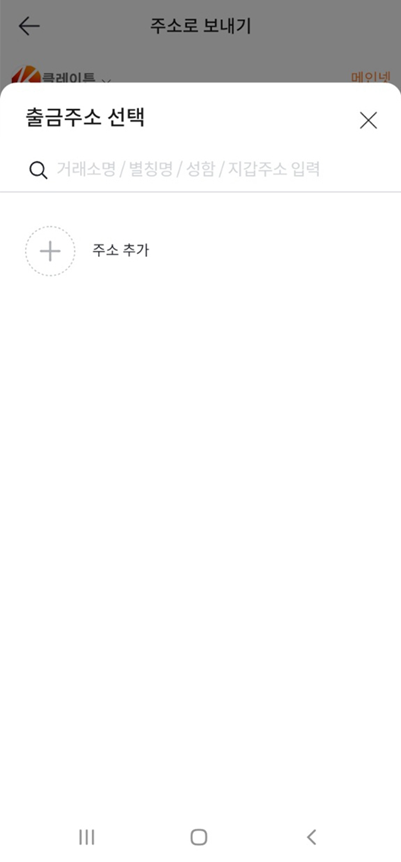 주소로 보내기
클레이튼
메인넷
출금주소 선택
거래소명 / 별칭명 / 성함 / 지갑주소 입력
주소 추가